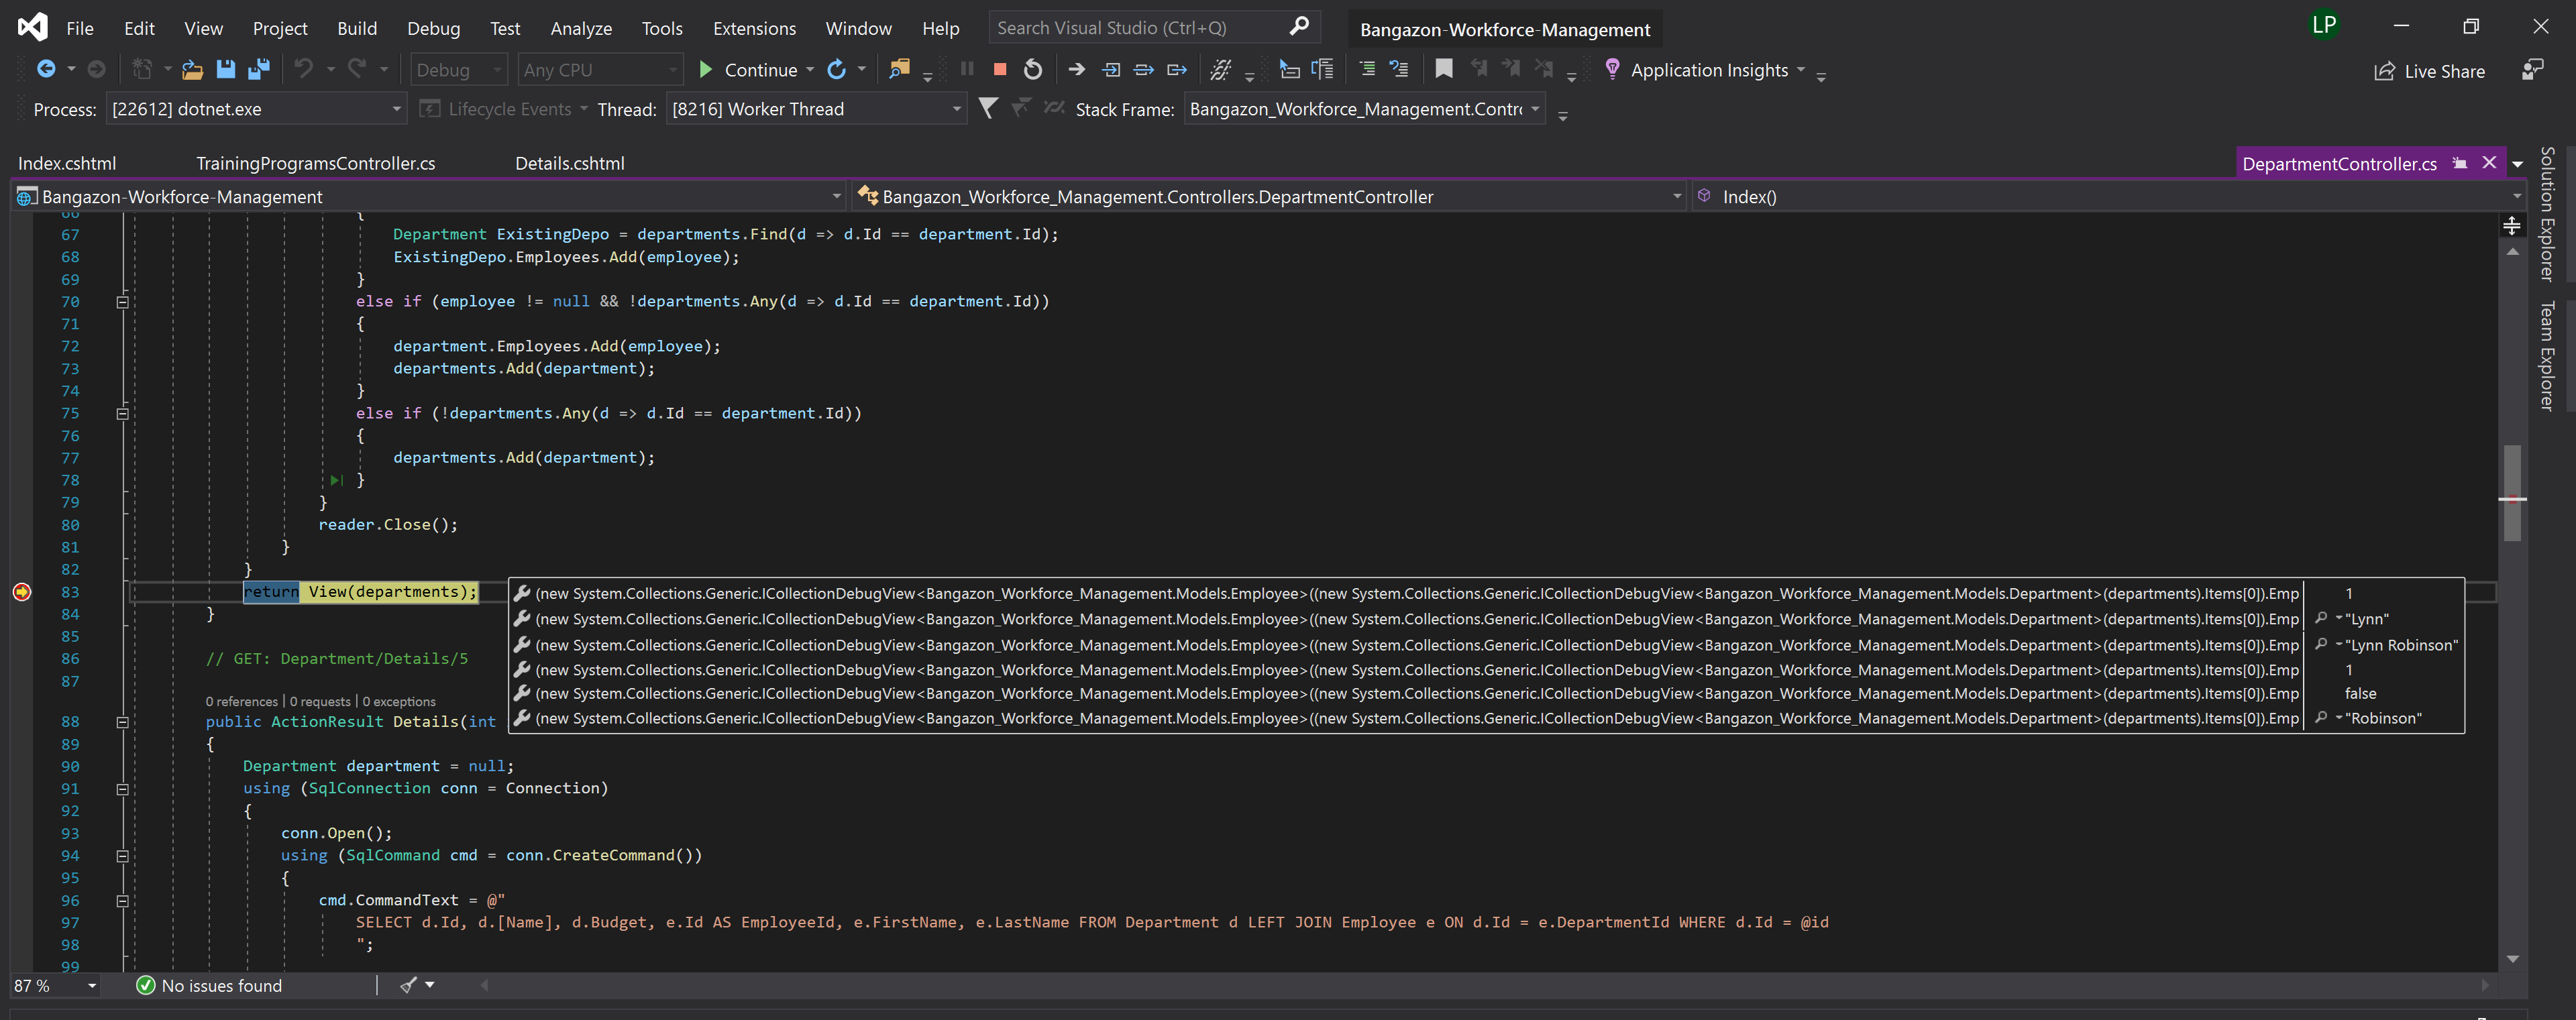 File Edit View Project Build Debug Test Analyze Tools Extensions Window Help Search Visual Studio (Ctrl+Q) Bangazon-Workforce-Management LP
Debug Any CPU Continue Application Insights Live Share
Process: [22612] dotnet.exe Lifecycle Events Thread: [8216] Worker Thread Stack Frame: Bangazon_Workforce_Management.Contr
Index.cshtml TrainingProgramsController.cs Details.cshtml DepartmentController.cs
Bangazon-Workforce-Management Bangazon_Workforce_Management.Controllers.DepartmentController Index()
Solution Explorer
Team Explorer
66 {
67 Department ExistingDepo = departments.Find(d => d.Id == department.Id);
68 ExistingDepo.Employees.Add(employee);
69 }
70 else if (employee != null && !departments.Any(d => d.Id == department.Id))
71 {
72 department.Employees.Add(employee);
73 departments.Add(department);
74 }
75 else if (!departments.Any(d => d.Id == department.Id))
76 {
77 departments.Add(department);
78 }
79 }
80 reader.Close();
81 }
82 }
83 return View(departments);
(new System.Collections.Generic.ICollectionDebugView<Bangazon_Workforce_Management.Models.Employee>((new System.Collections.Generic.ICollectionDebugView<Bangazon_Workforce_Management.Models.Department>(departments).Items[0]).Emp 1
(new System.Collections.Generic.ICollectionDebugView<Bangazon_Workforce_Management.Models.Employee>((new System.Collections.Generic.ICollectionDebugView<Bangazon_Workforce_Management.Models.Department>(departments).Items[0]).Emp "Lynn"
(new System.Collections.Generic.ICollectionDebugView<Bangazon_Workforce_Management.Models.Employee>((new System.Collections.Generic.ICollectionDebugView<Bangazon_Workforce_Management.Models.Department>(departments).Items[0]).Emp "Lynn Robinson"
(new System.Collections.Generic.ICollectionDebugView<Bangazon_Workforce_Management.Models.Employee>((new System.Collections.Generic.ICollectionDebugView<Bangazon_Workforce_Management.Models.Department>(departments).Items[0]).Emp 1
(new System.Collections.Generic.ICollectionDebugView<Bangazon_Workforce_Management.Models.Employee>((new System.Collections.Generic.ICollectionDebugView<Bangazon_Workforce_Management.Models.Department>(departments).Items[0]).Emp false
(new System.Collections.Generic.ICollectionDebugView<Bangazon_Workforce_Management.Models.Employee>((new System.Collections.Generic.ICollectionDebugView<Bangazon_Workforce_Management.Models.Department>(departments).Items[0]).Emp "Robinson"
84 }
85
86 // GET: Department/Details/5
87
0 references | 0 requests | 0 exceptions
88 public ActionResult Details(int
89 {
90 Department department = null;
91 using (SqlConnection conn = Connection)
92 {
93 conn.Open();
94 using (SqlCommand cmd = conn.CreateCommand())
95 {
96 cmd.CommandText = @"
97 SELECT d.Id, d.[Name], d.Budget, e.Id AS EmployeeId, e.FirstName, e.LastName FROM Department d LEFT JOIN Employee e ON d.Id = e.DepartmentId WHERE d.Id = @id
98 ";
99
87 % No issues found